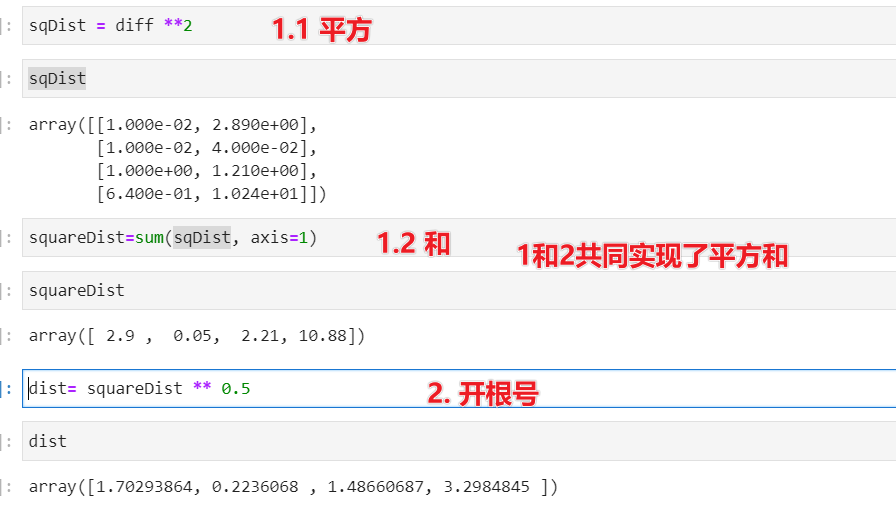 ]: sqDist = diff **2 1.1 平方
]: sqDist
]: array([[1.000e-02, 2.890e+00],
[1.000e-02, 4.000e-02],
[1.000e+00, 1.210e+00],
[6.400e-01, 1.024e+01]])
]: squareDist=sum(sqDist, axis=1) 1.2 和
1和2共同实现了平方和
]: squareDist
]: array([ 2.9 ,  0.05,  2.21, 10.88])
]: dist= squareDist ** 0.5 2. 开根号
]: dist
]: array([1.70293864, 0.2236068 , 1.48660687, 3.2984845 ])